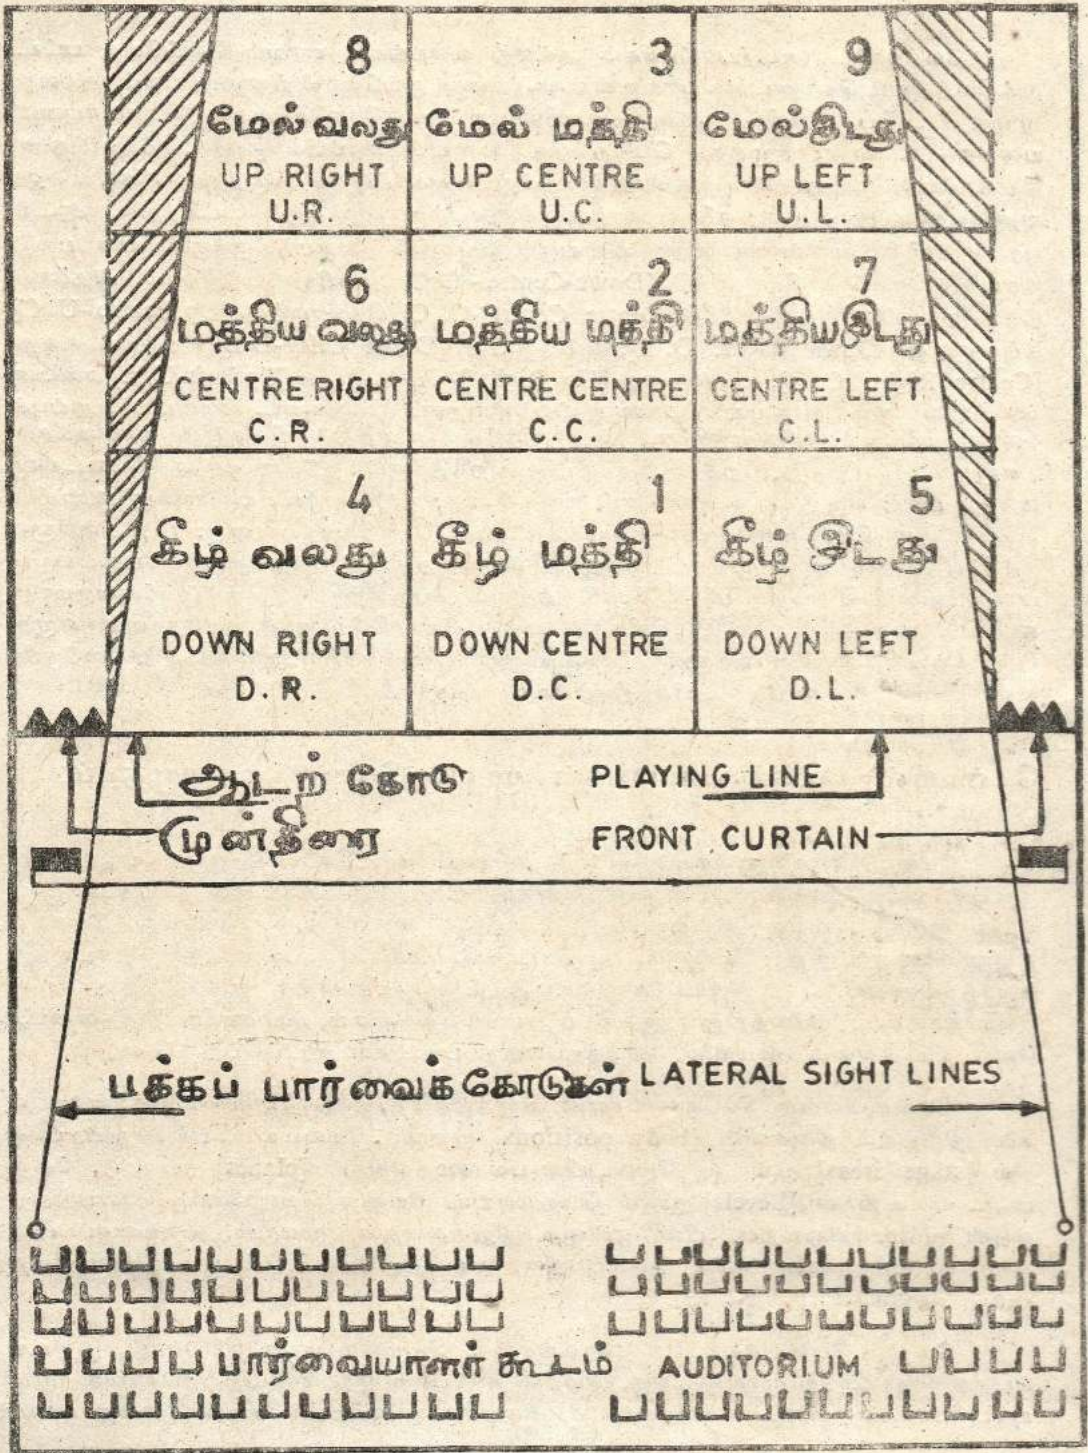 8 3 9
மேல் வலது மேல் மத்தி மேல் இடது
UP RIGHT UP CENTRE UP LEFT
U.R. U.C. U.L.
6 2 7
மத்திய வலது மத்திய மத்தி மத்திய இடது
CENTRE RIGHT CENTRE CENTRE CENTRE LEFT
C.R. C.C. C.L.
4 1 5
கீழ் வலது கீழ் மத்தி கீழ் இடது
DOWN RIGHT DOWN CENTRE DOWN LEFT
D.R. D.C. D.L.
ஆடற் கோடு PLAYING LINE
முன்திரை FRONT CURTAIN
பக்கப் பார்வைக்கோடுகள் LATERAL SIGHT LINES
பார்வையாளர் கூடம் AUDITORIUM